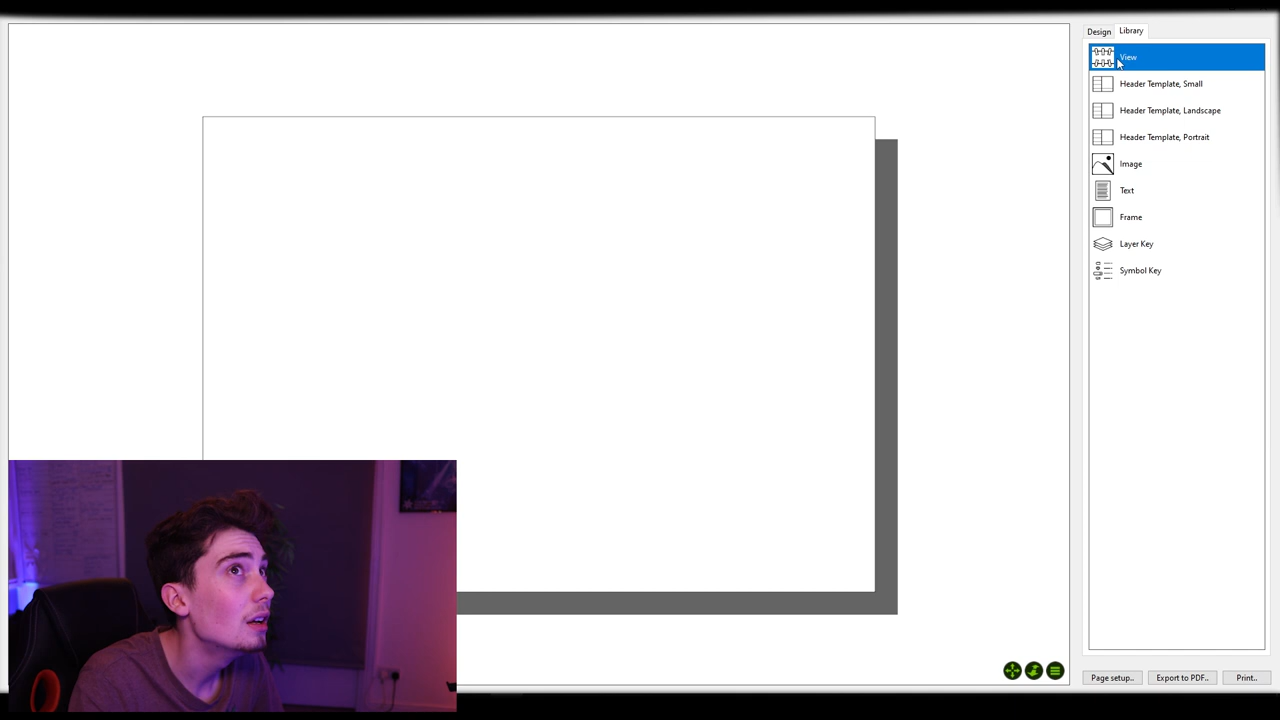 Design
Library
View
Header Template, Small
Header Template, Landscape
Header Template, Portrait
Image
Text
Frame
Layer Key
Symbol Key
Page setup..
Export to PDF..
Print..